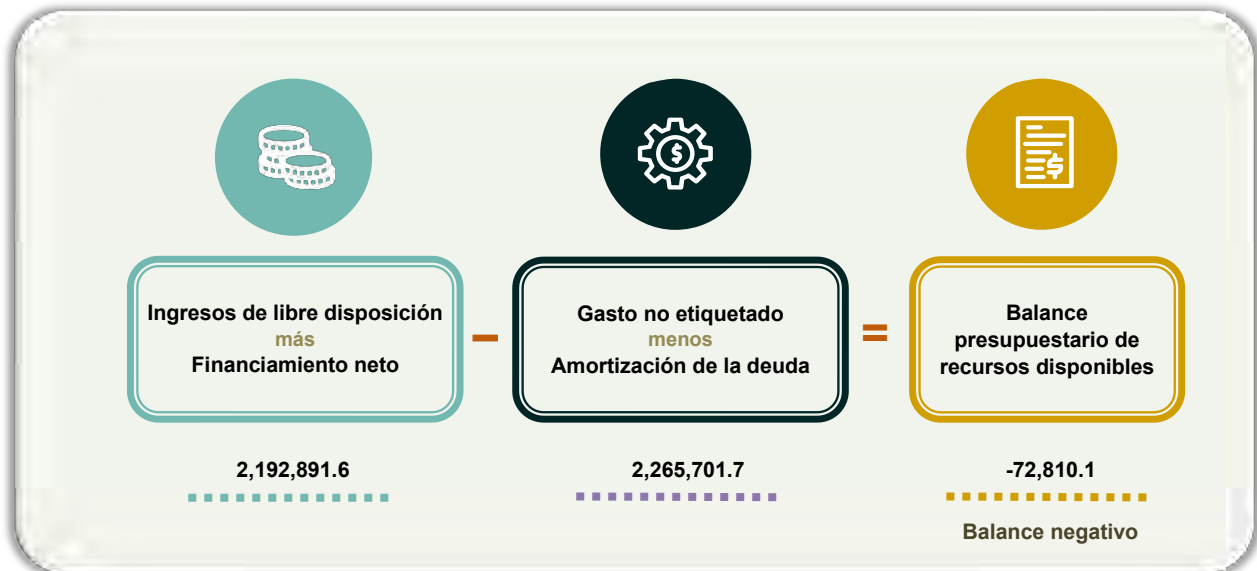 Ingresos de libre disposición
más
Financiamiento neto
–
Gasto no etiquetado
menos
Amortización de la deuda
=
Balance
presupuestario de
recursos disponibles
2,192,891.6
2,265,701.7
-72,810.1
Balance negativo